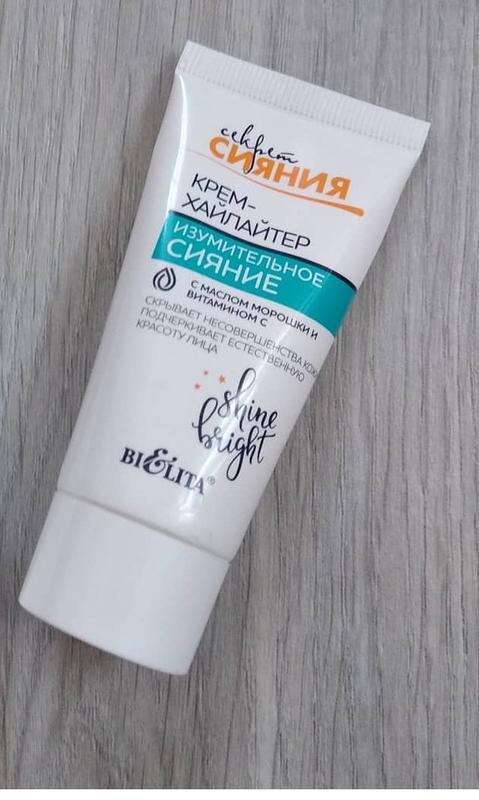 секрет
СИЯНИЯ
КРЕМ-
ХАЙЛАЙТЕР
ИЗУМИТЕЛЬНОЕ
СИЯНИЕ
С МАСЛОМ МОРОШКИ И
ВИТАМИНОМ С
СКРЫВАЕТ НЕСОВЕРШЕНСТВА КОЖИ
ПОДЧЕРКИВАЕТ ЕСТЕСТВЕННУЮ
КРАСОТУ ЛИЦА
shine
bright
BIELITA®